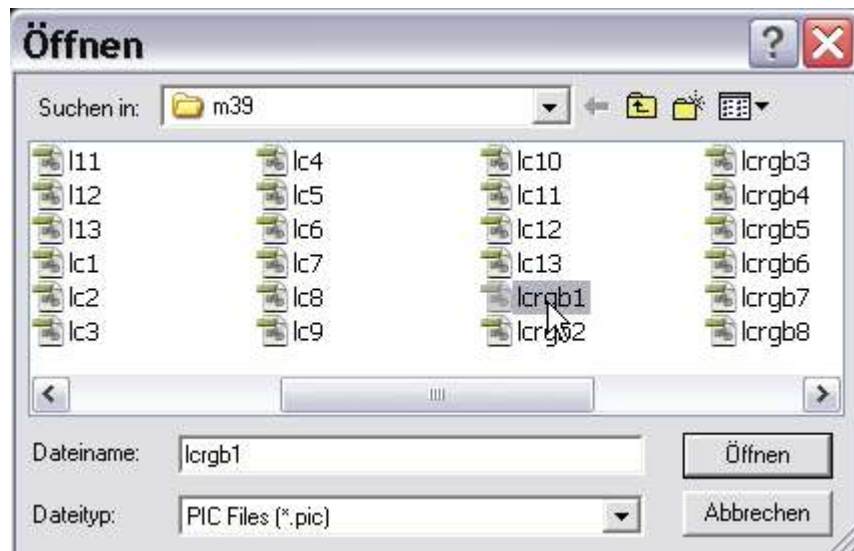 Öffnen
Suchen in: m39
l11 lc4 lc10 lcrgb3
l12 lc5 lc11 lcrgb4
l13 lc6 lc12 lcrgb5
lc1 lc7 lc13 lcrgb6
lc2 lc8 lcrgb1 lcrgb7
lc3 lc9 lcrgb2 lcrgb8
Dateiname: lcrgb1 Öffnen
Dateityp: PIC Files (*.pic) Abbrechen